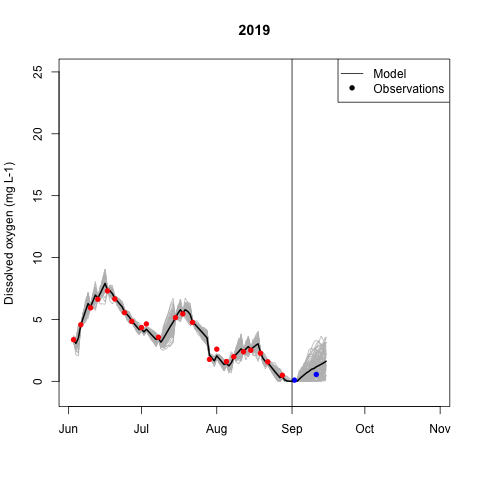 2019
Model
Observations
Dissolved oxygen (mg L-1)
25
20
15
10
5
0
Jun Jul Aug Sep Oct Nov